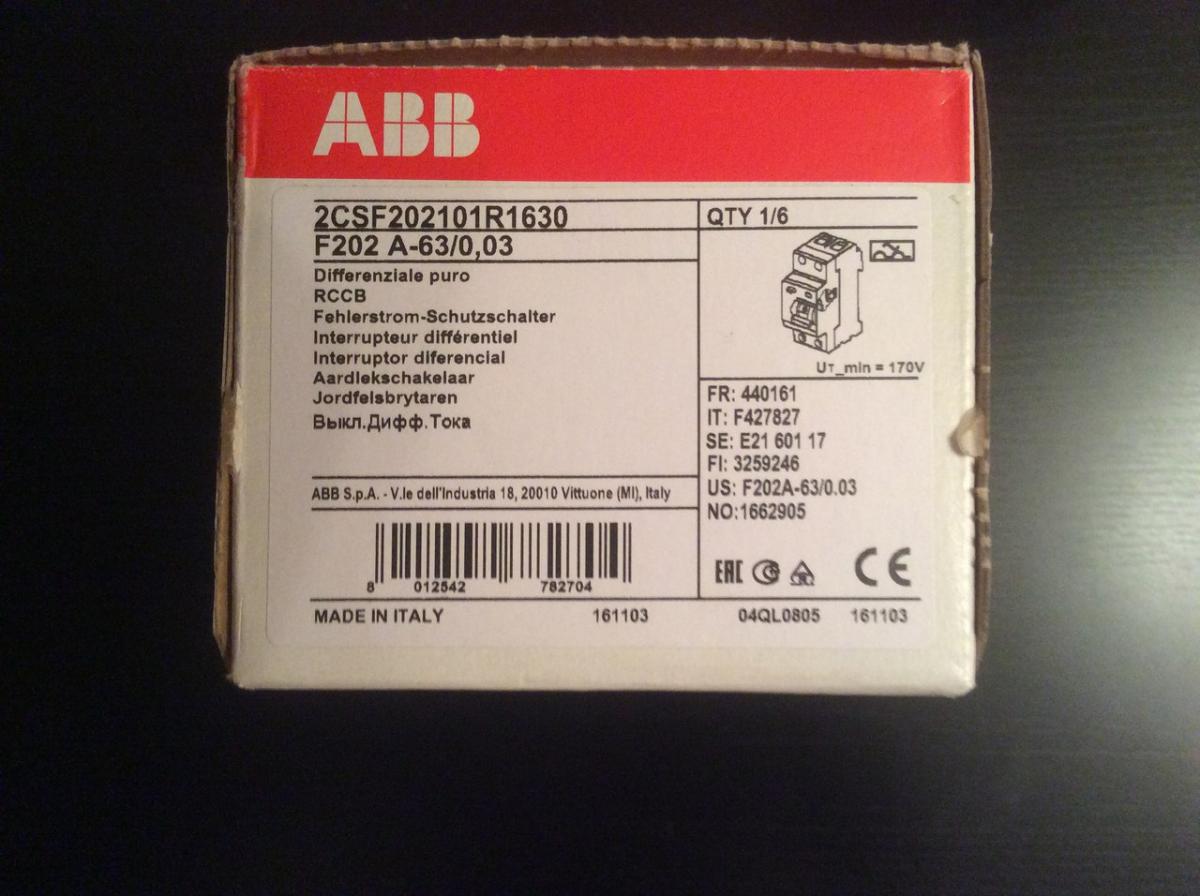 ABB
2CSF202101R1630
F202 A-63/0,03
Differenziale puro
RCCB
Fehlerstrom-Schutzschalter
Interrupteur différentiel
Interruptor diferencial
Aardlekschakelaar
Jordfelsbrytaren
Выкл.Дифф.Тока
QTY 1/6
UT_min = 170V
FR: 440161
IT: F427827
SE: E21 601 17
FI: 3259246
US: F202A-63/0.03
NO:1662905
ABB S.p.A. - V.le dell'Industria 18, 20010 Vittuone (MI), Italy
8 012542 782704
EAC
CE
MADE IN ITALY 161103 04QL0805 161103